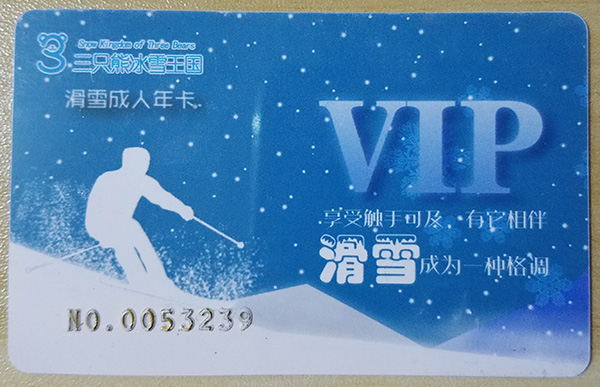 Snow Kingdom of Three Bears
三只熊冰雪王国
滑雪成人年卡
VIP
享受触手可及，有它相伴
滑雪成为一种格调
NO.0053239